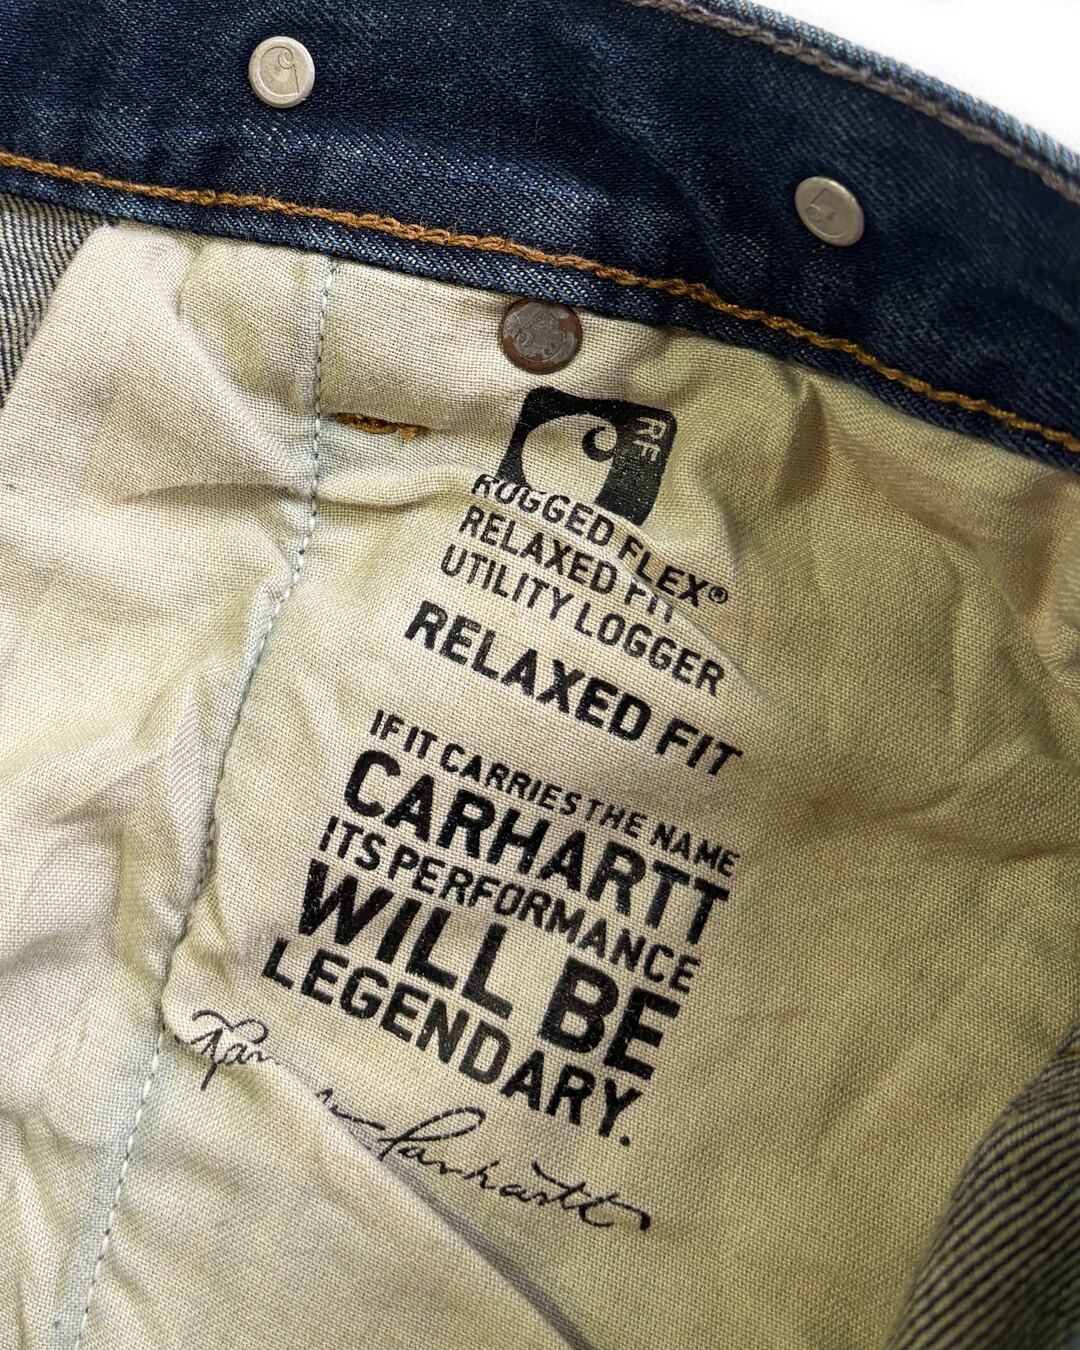 RF
RUGGED FLEX®
RELAXED FIT
UTILITY LOGGER
RELAXED FIT
IF IT CARRIES THE NAME
CARHARTT
ITS PERFORMANCE
WILL BE
LEGENDARY.
Carhartt